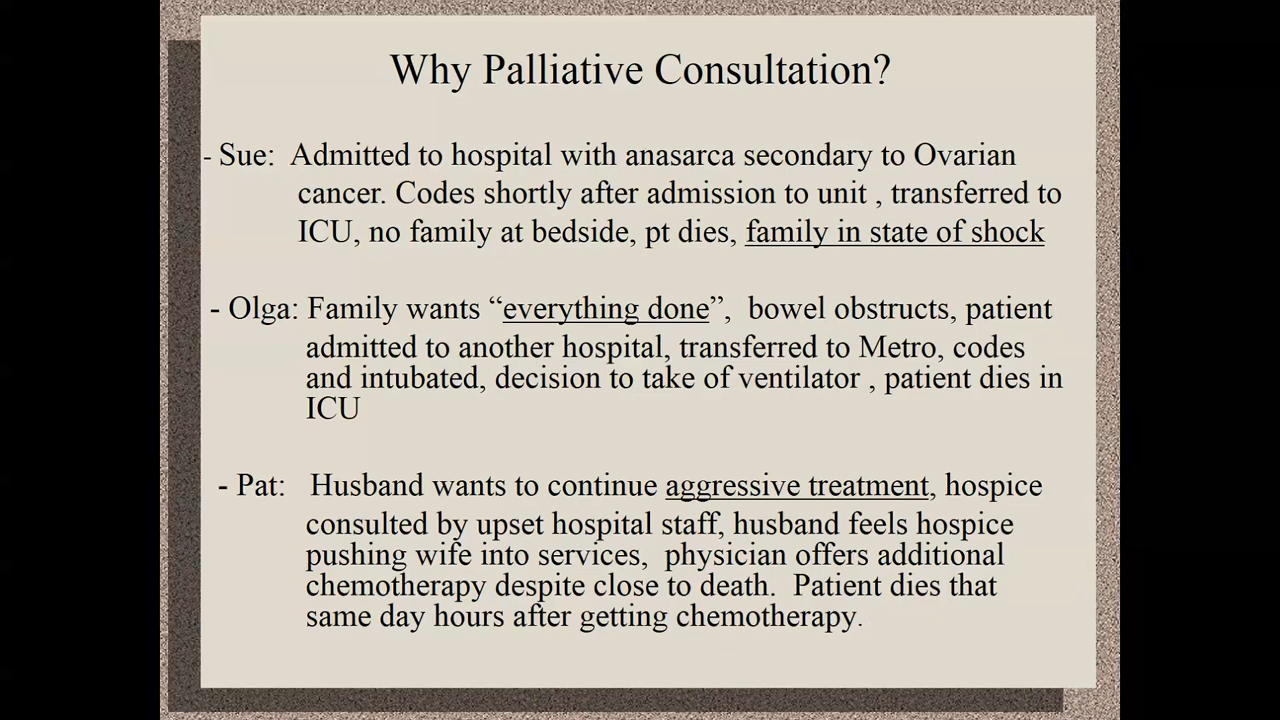 Why Palliative Consultation?
- Sue: Admitted to hospital with anasarca secondary to Ovarian
cancer. Codes shortly after admission to unit , transferred to
ICU, no family at bedside, pt dies, family in state of shock
- Olga: Family wants “everything done”, bowel obstructs, patient
admitted to another hospital, transferred to Metro, codes
and intubated, decision to take of ventilator , patient dies in
ICU
- Pat: Husband wants to continue aggressive treatment, hospice
consulted by upset hospital staff, husband feels hospice
pushing wife into services, physician offers additional
chemotherapy despite close to death. Patient dies that
same day hours after getting chemotherapy.